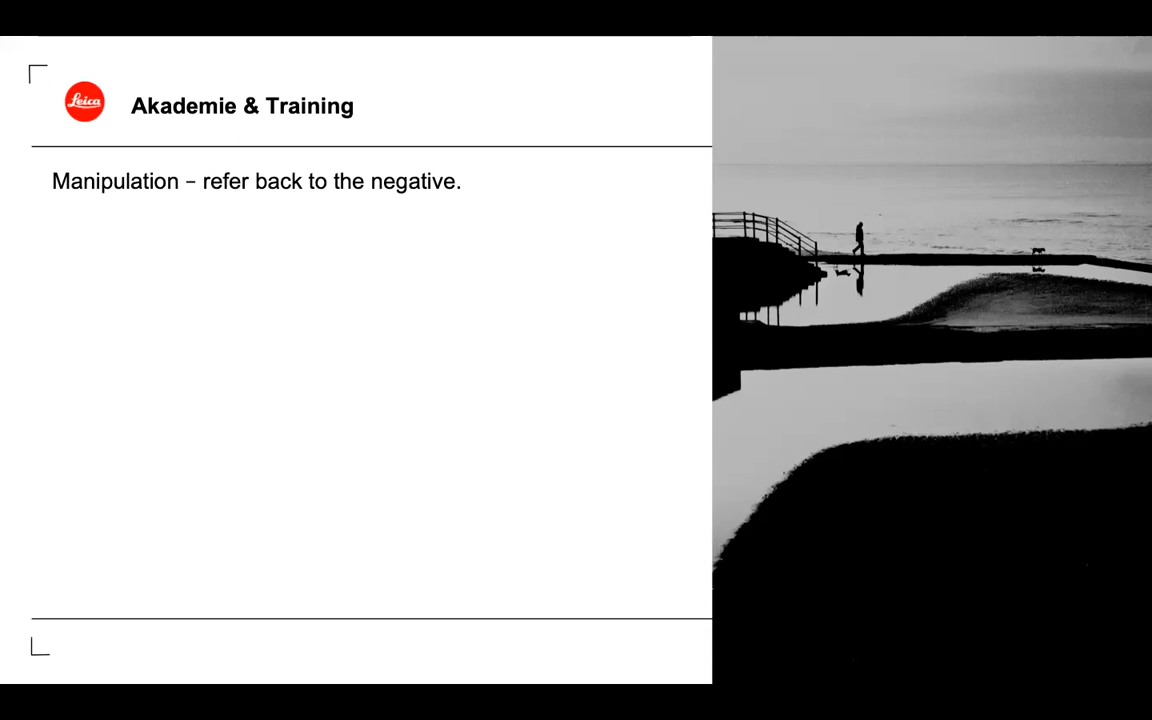 Leica
Akademie & Training
Manipulation – refer back to the negative.